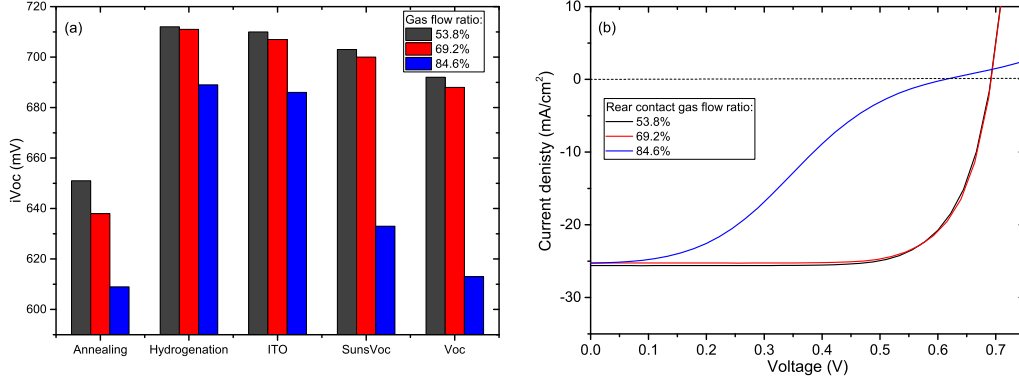 (a)
Gas flow ratio:
53.8%
69.2%
84.6%
720
700
680
660
640
620
600
iVoc (mV)
Annealing Hydrogenation ITO SunsVoc Voc
(b)
10
0
-10
-20
-30
Current denisty (mA/cm²)
Rear contact gas flow ratio:
53.8%
69.2%
84.6%
0.0 0.1 0.2 0.3 0.4 0.5 0.6 0.7
Voltage (V)